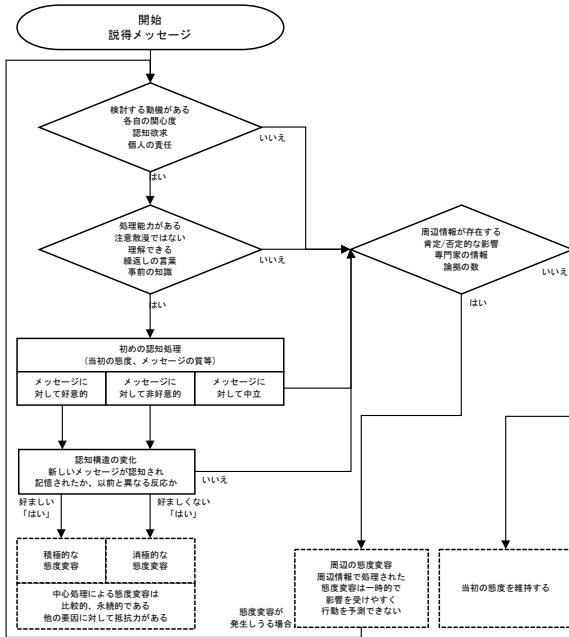 開始
説得メッセージ
検討する動機がある
各自の関心度
認知欲求
個人の責任
いいえ
はい
処理能力がある
注意散漫ではない
理解できる
繰返しの言葉
事前の知識
いいえ
はい
周辺情報が存在する
肯定/否定的な影響
専門家の情報
論拠の数
いいえ
はい
初めの認知処理
（当初の態度、メッセージの質等）
メッセージに
対して好意的
メッセージに
対して非好意的
メッセージに
対して中立
認知構造の変化
新しいメッセージが認知され
記憶されたか、以前と異なる反応か
いいえ
好ましい
「はい」
好ましくない
「はい」
積極的な
態度変容
消極的な
態度変容
中心処理による態度変容は
比較的、永続的である
他の要因に対して抵抗力がある
周辺の態度変容
周辺情報で処理された
態度変容は一時的で
影響を受けやすく
行動を予測できない
当初の態度を維持する
態度変容が
発生しうる場合